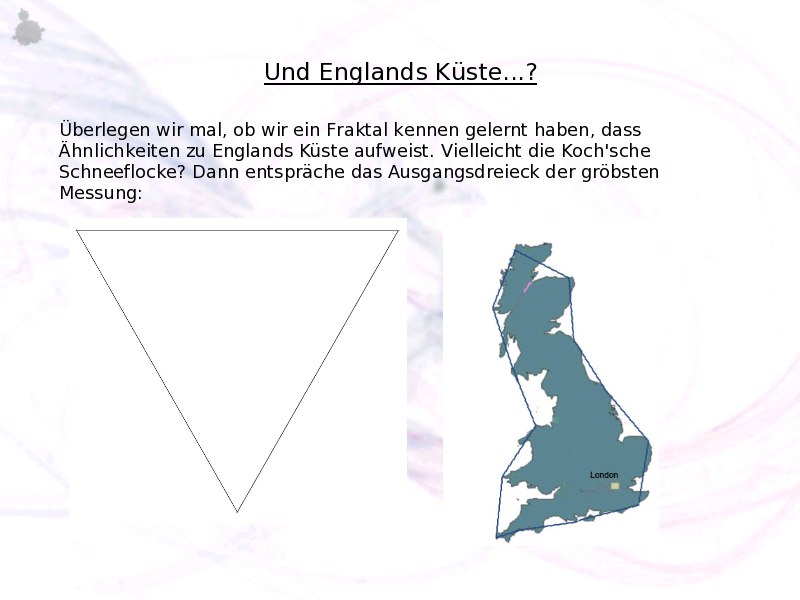 Und Englands Küste...?
Überlegen wir mal, ob wir ein Fraktal kennen gelernt haben, dass
Ähnlichkeiten zu Englands Küste aufweist. Vielleicht die Koch'sche
Schneeflocke? Dann entspräche das Ausgangsdreieck der gröbsten
Messung:
London